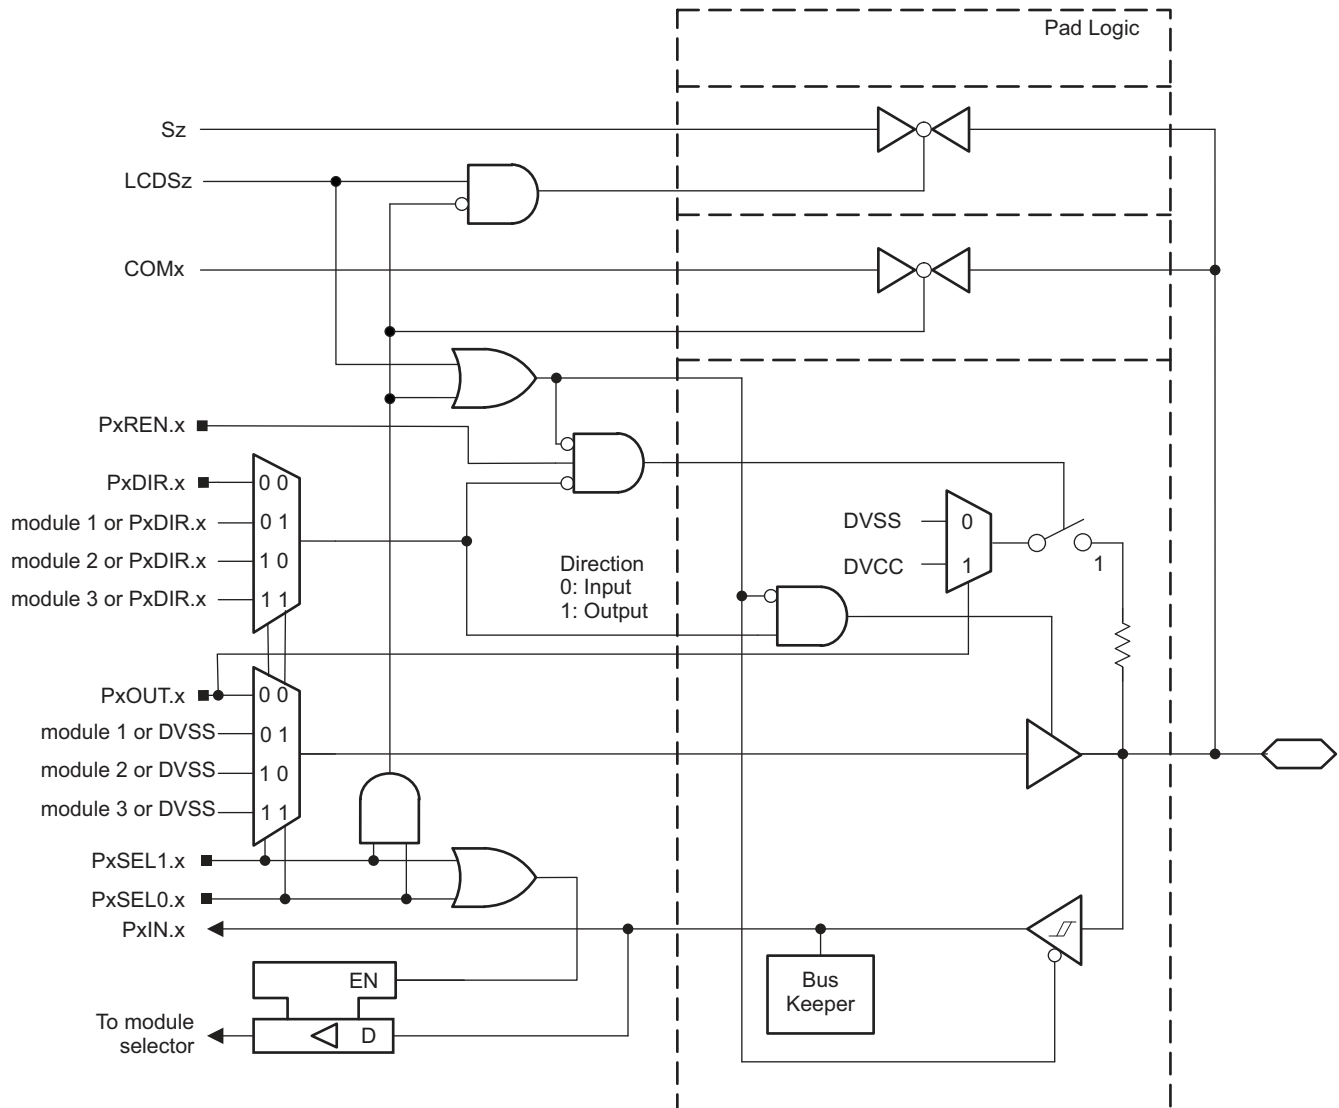 Pad Logic
Sz
LCDSz
COMx
PxREN.x
PxDIR.x
0 0
module 1 or PxDIR.x
0 1
module 2 or PxDIR.x
1 0
module 3 or PxDIR.x
1 1
Direction
0: Input
1: Output
DVSS
0
DVCC
1
1
PxOUT.x
0 0
module 1 or DVSS
0 1
module 2 or DVSS
1 0
module 3 or DVSS
1 1
PxSEL1.x
PxSEL0.x
PxIN.x
EN
Bus
Keeper
To module
selector
D